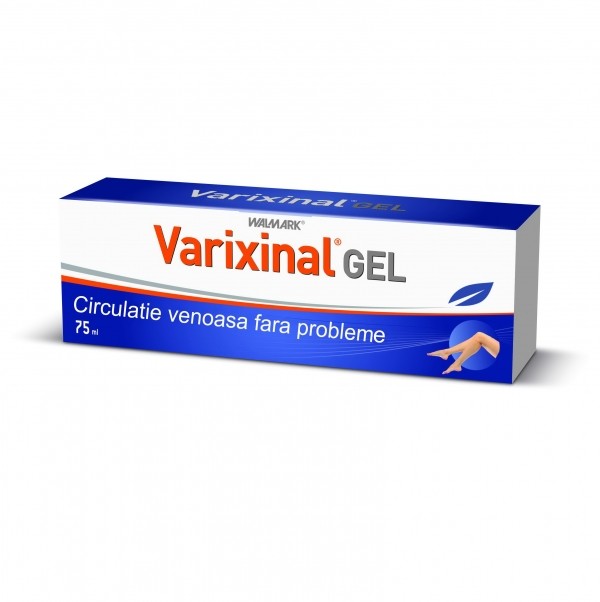 Varixinal® GEL
WALMARK®
Varixinal® GEL
Circulatie venoasa fara probleme
75 ml